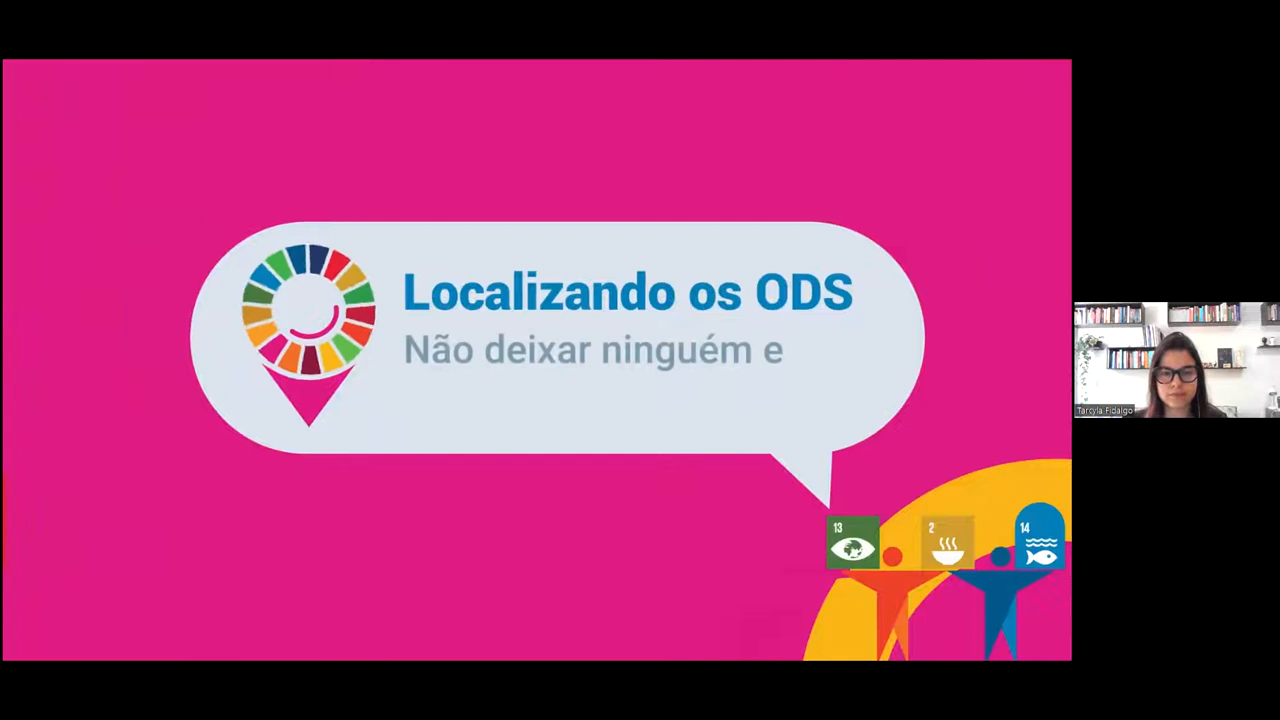 Localizando os ODS
Não deixar ninguém e
13
2
14
Tarcyla Fidalgo